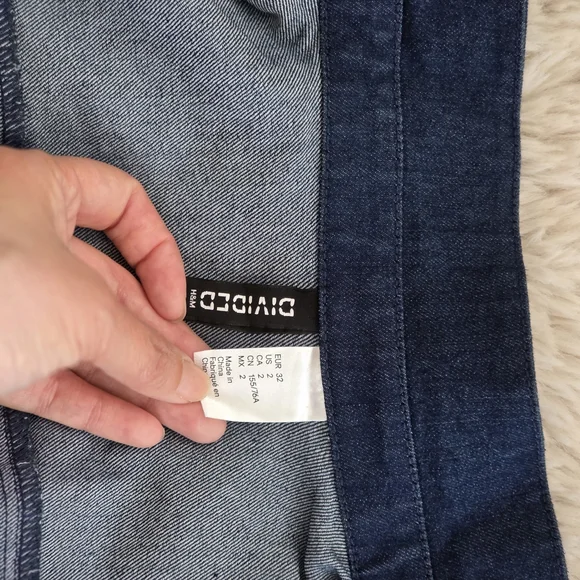 DIVIDED
H&M
EUR 32
US 2
CA 2
CN 155/76A
MX 2
Made in
China
Fabriqué en